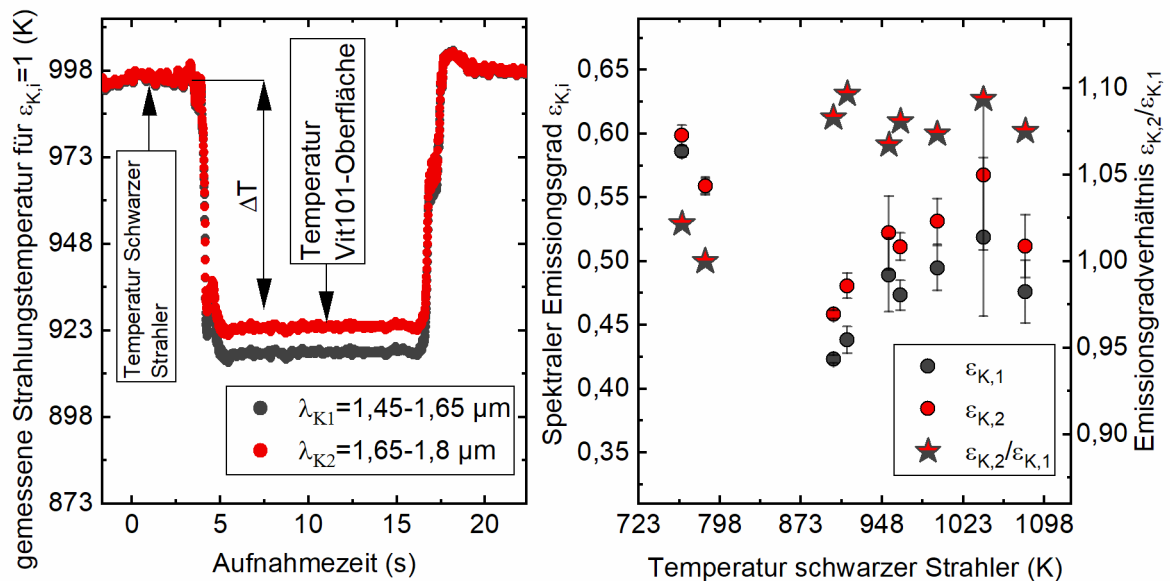 gemessene Strahlungstemperatur für εK,i=1 (K)
998
973
948
923
898
873
0
5
10
15
20
Aufnahmezeit (s)
Temperatur Schwarzer
Strahler
ΔT
Temperatur
Vit101-Oberfläche
λK1=1,45-1,65 µm
λK2=1,65-1,8 µm
Spektraler Emissionsgrad εK,i
0,65
0,60
0,55
0,50
0,45
0,40
0,35
723
798
873
948
1023
1098
Temperatur schwarzer Strahler (K)
εK,1
εK,2
εK,2/εK,1
1,10
1,05
1,00
0,95
0,90
Emissionsgradverhältnis εK,2/εK,1